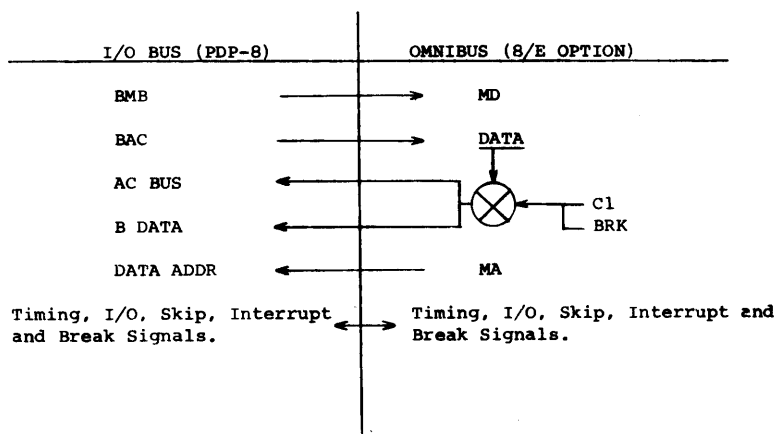 I/O BUS (PDP-8) OMNIBUS (8/E OPTION)
BMB MD
BAC DATA
AC BUS
C1
B DATA BRK
DATA ADDR MA
Timing, I/O, Skip, Interrupt
and Break Signals.
Timing, I/O, Skip, Interrupt and
Break Signals.